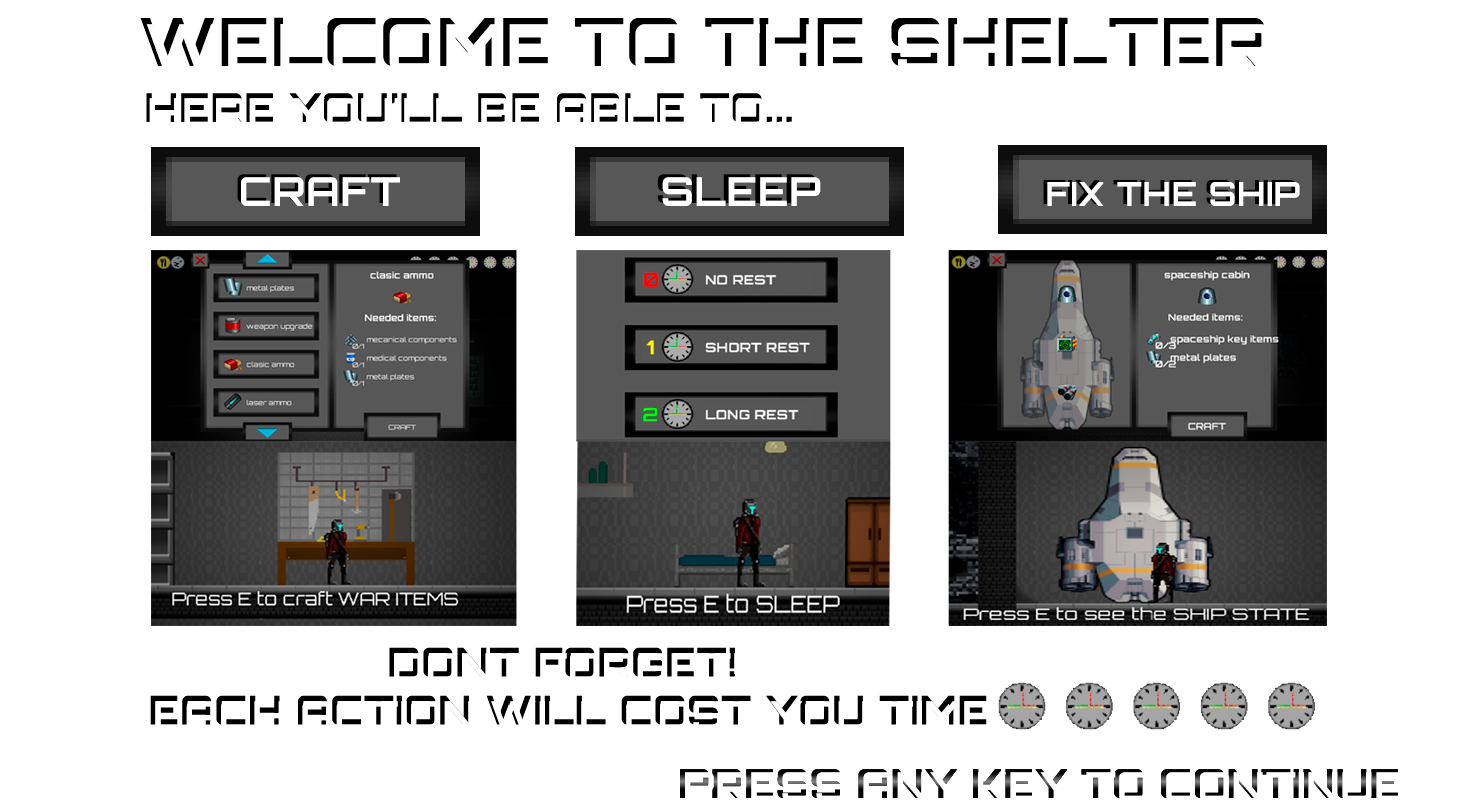 WELCOME TO THE SHELTER
HERE YOU'LL BE ABLE TO...
CRAFT
SLEEP
FIX THE SHIP
clasic ammo
metal plates
Needed items:
weapon upgrade
mecanical components
0/1
medical components
0/1
clasic ammo
metal plates
0/1
laser ammo
CRAFT
Press E to craft WAR ITEMS
0 NO REST
1 SHORT REST
2 LONG REST
Press E to SLEEP
spaceship cabin
Needed items:
spaceship key items
0/3
metal plates
0/2
CRAFT
Press E to see the SHIP STATE
DONT FORGET!
EACH ACTION WILL COST YOU TIME
PRESS ANY KEY TO CONTINUE